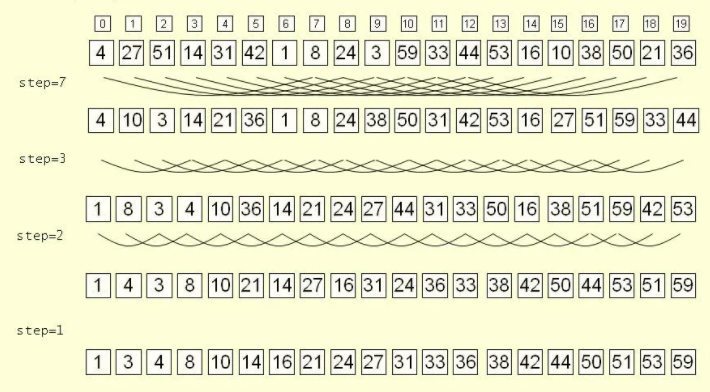 0 1 2 3 4 5 6 7 8 9 10 11 12 13 14 15 16 17 18 19
4 27 51 14 31 42 1 8 24 3 59 33 44 53 16 10 38 50 21 36
step=7
4 10 3 14 21 36 1 8 24 38 50 31 42 53 16 27 51 59 33 44
step=3
1 8 3 4 10 36 14 21 24 27 44 31 33 50 16 38 51 59 42 53
step=2
1 4 3 8 10 21 14 27 16 31 24 36 33 38 42 50 44 53 51 59
step=1
1 3 4 8 10 14 16 21 24 27 31 33 36 38 42 44 50 51 53 59